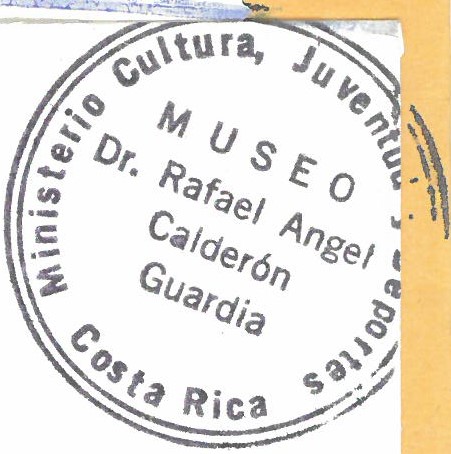 Ministerio Cultura, Juventud y Deportes
MUSEO
Dr. Rafael Angel
Calderón
Guardia
Costa Rica